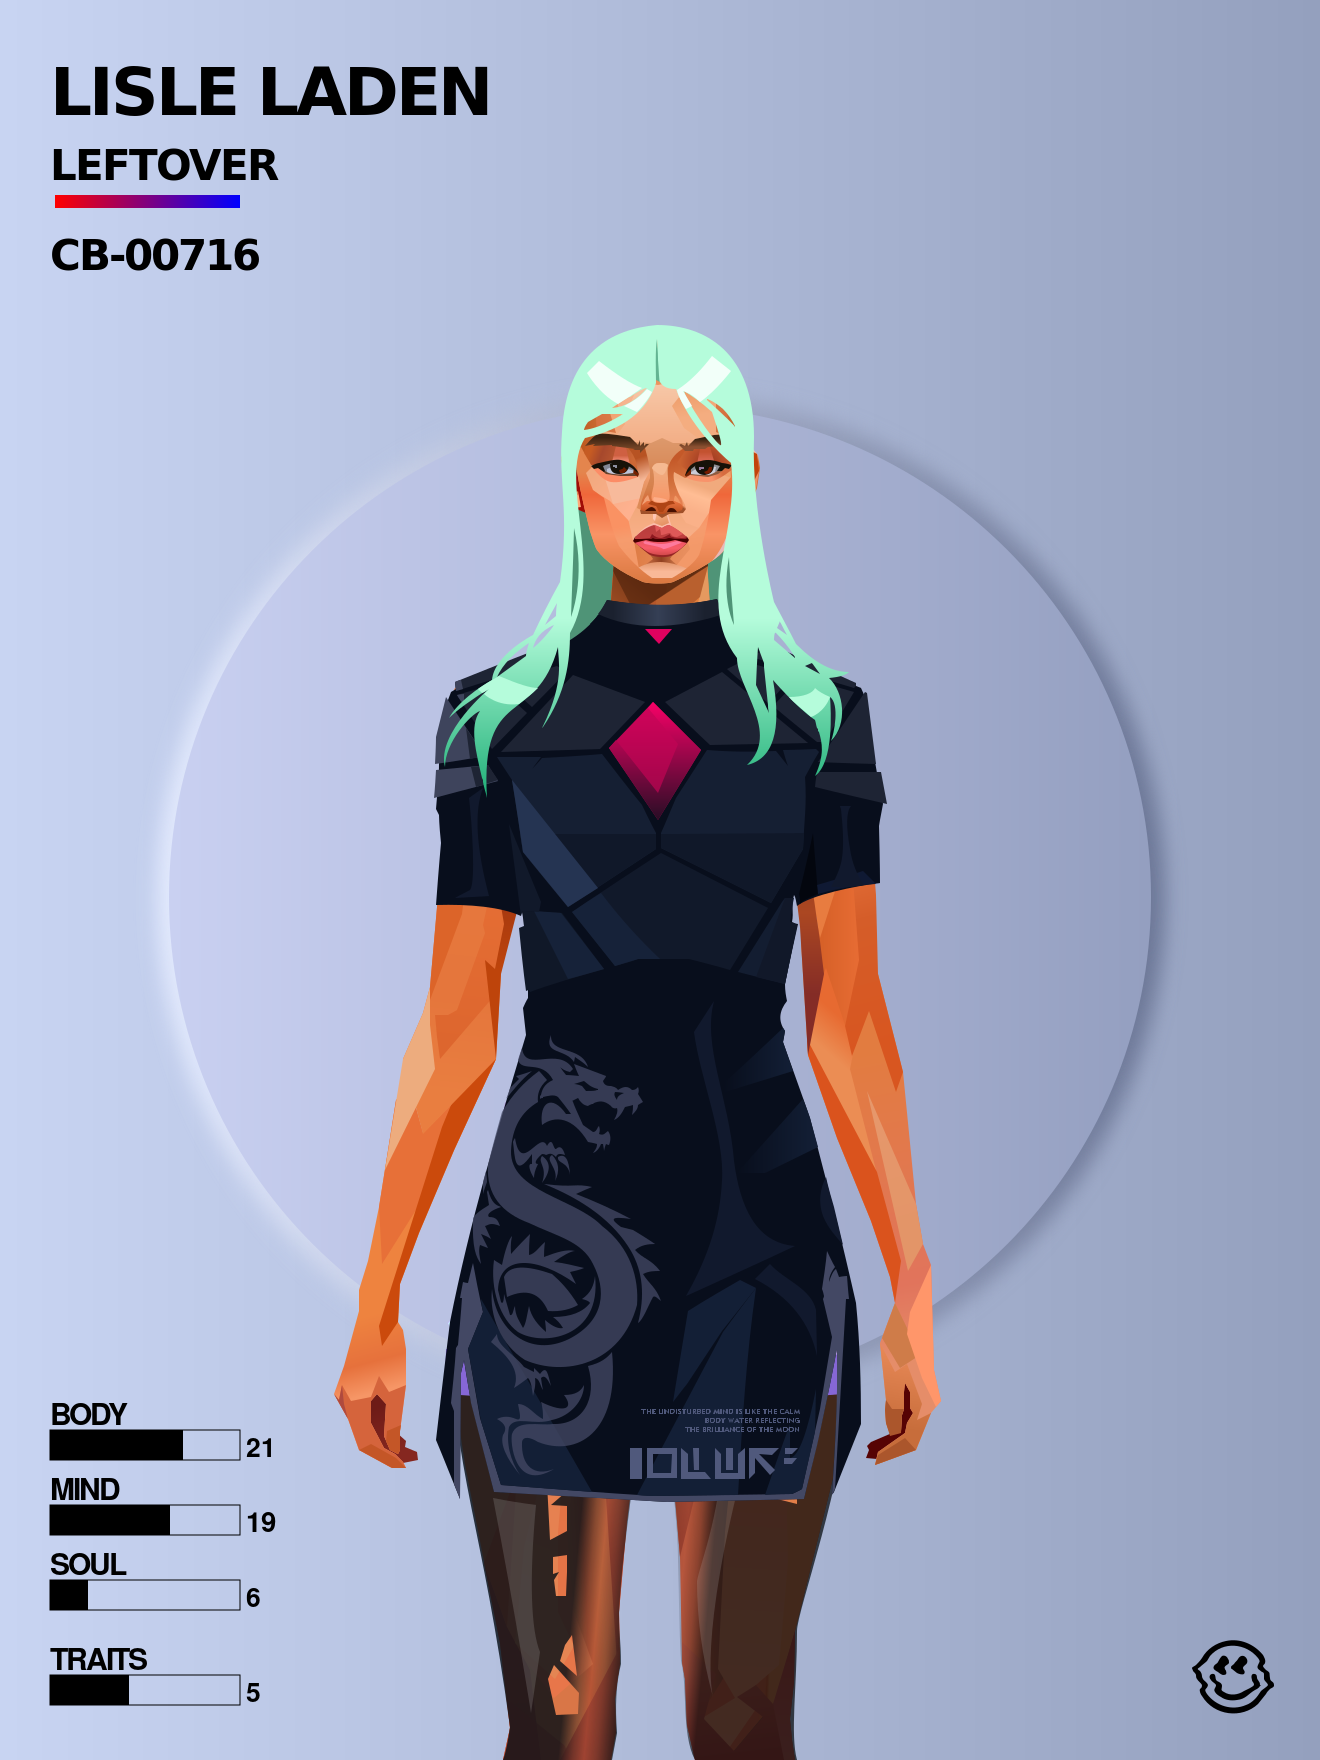 LISLE LADEN
LEFTOVER
CB-00716
THE UNDISTURBED MIND IS LIKE THE CALM
BODY WATER REFLECTING
THE BRILLIANCE OF THE MOON
BODY
21
MIND
19
SOUL
6
TRAITS
5